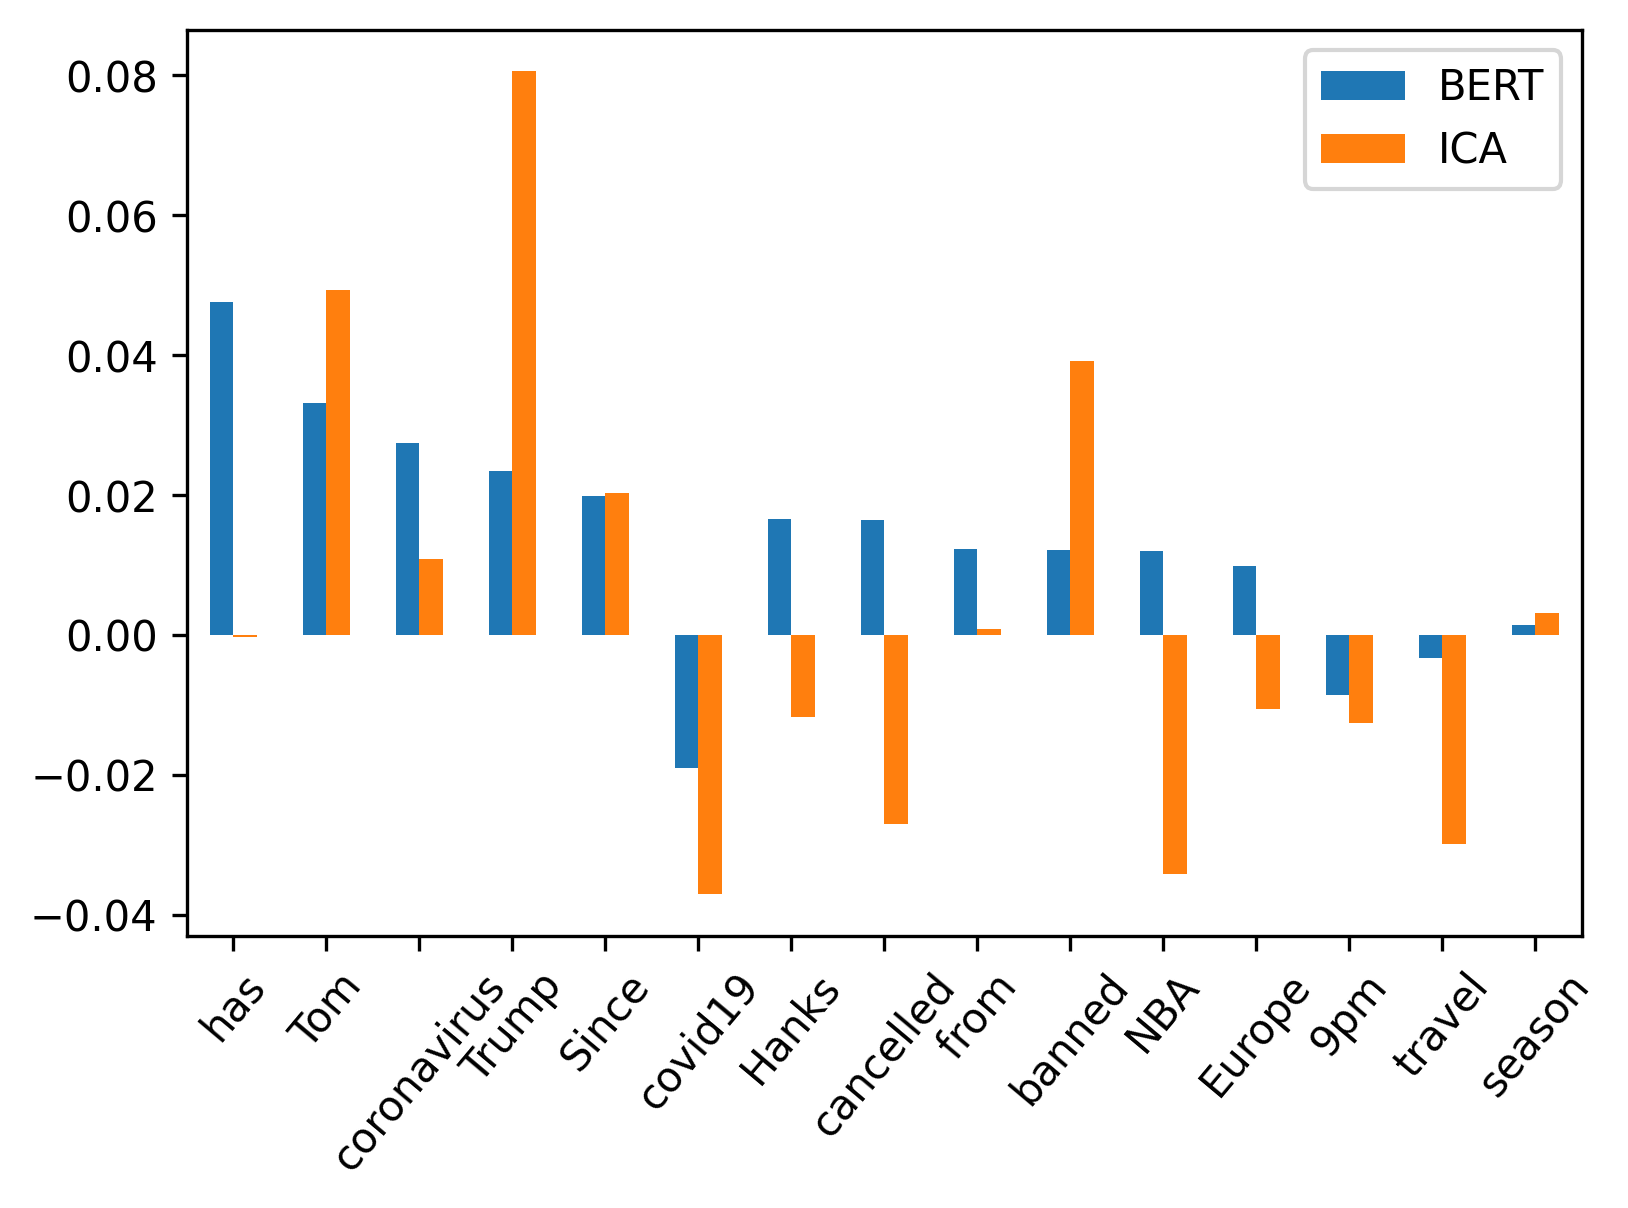 BERT
ICA
0.08
0.06
0.04
0.02
0.00
−0.02
−0.04
has
Tom
coronavirus
Trump
Since
covid19
Hanks
cancelled
from
banned
NBA
Europe
9pm
travel
season